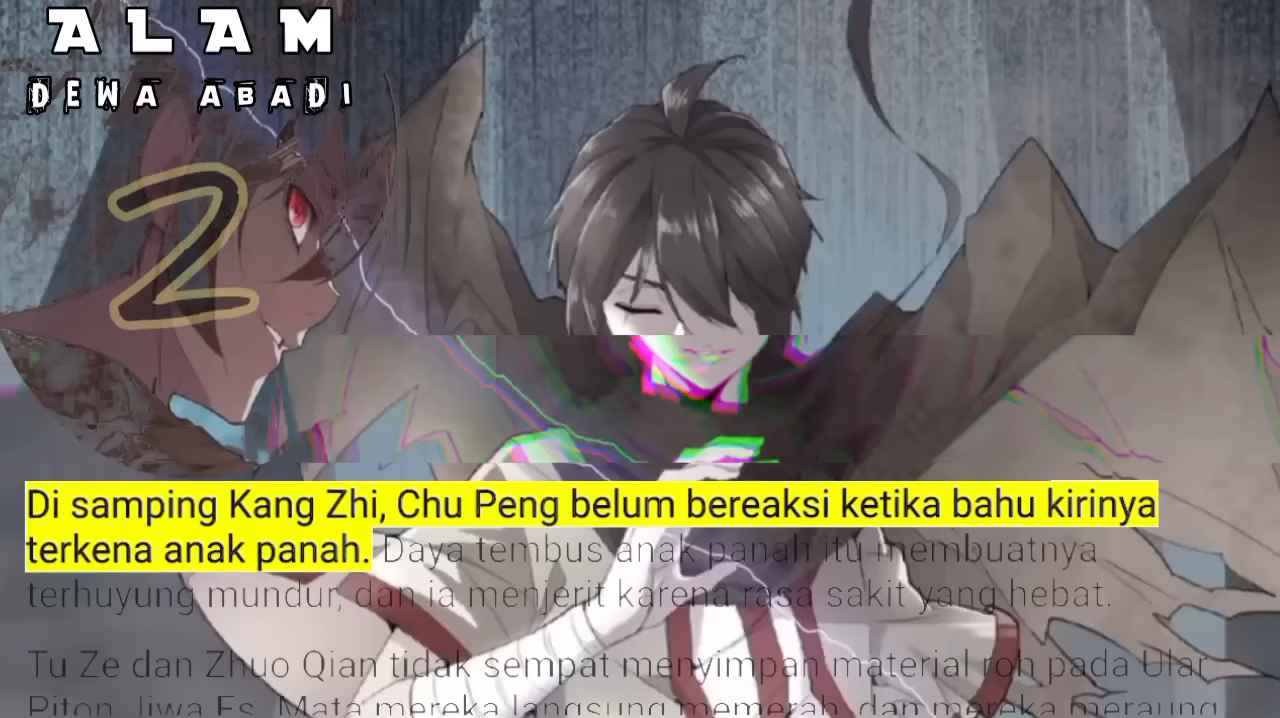 ALAM
DEWA ABADI
2
Di samping Kang Zhi, Chu Peng belum bereaksi ketika bahu kirinya
terkena anak panah. Daya tembus anak panah itu membuatnya
terhuyung mundur, dan ia menjerit karena rasa sakit yang hebat.
Tu Ze dan Zhuo Qian tidak sempat menyimpan material roh pada Ular
Piton Jiwa Es. Mata mereka langsung memerah, dan mereka meraung